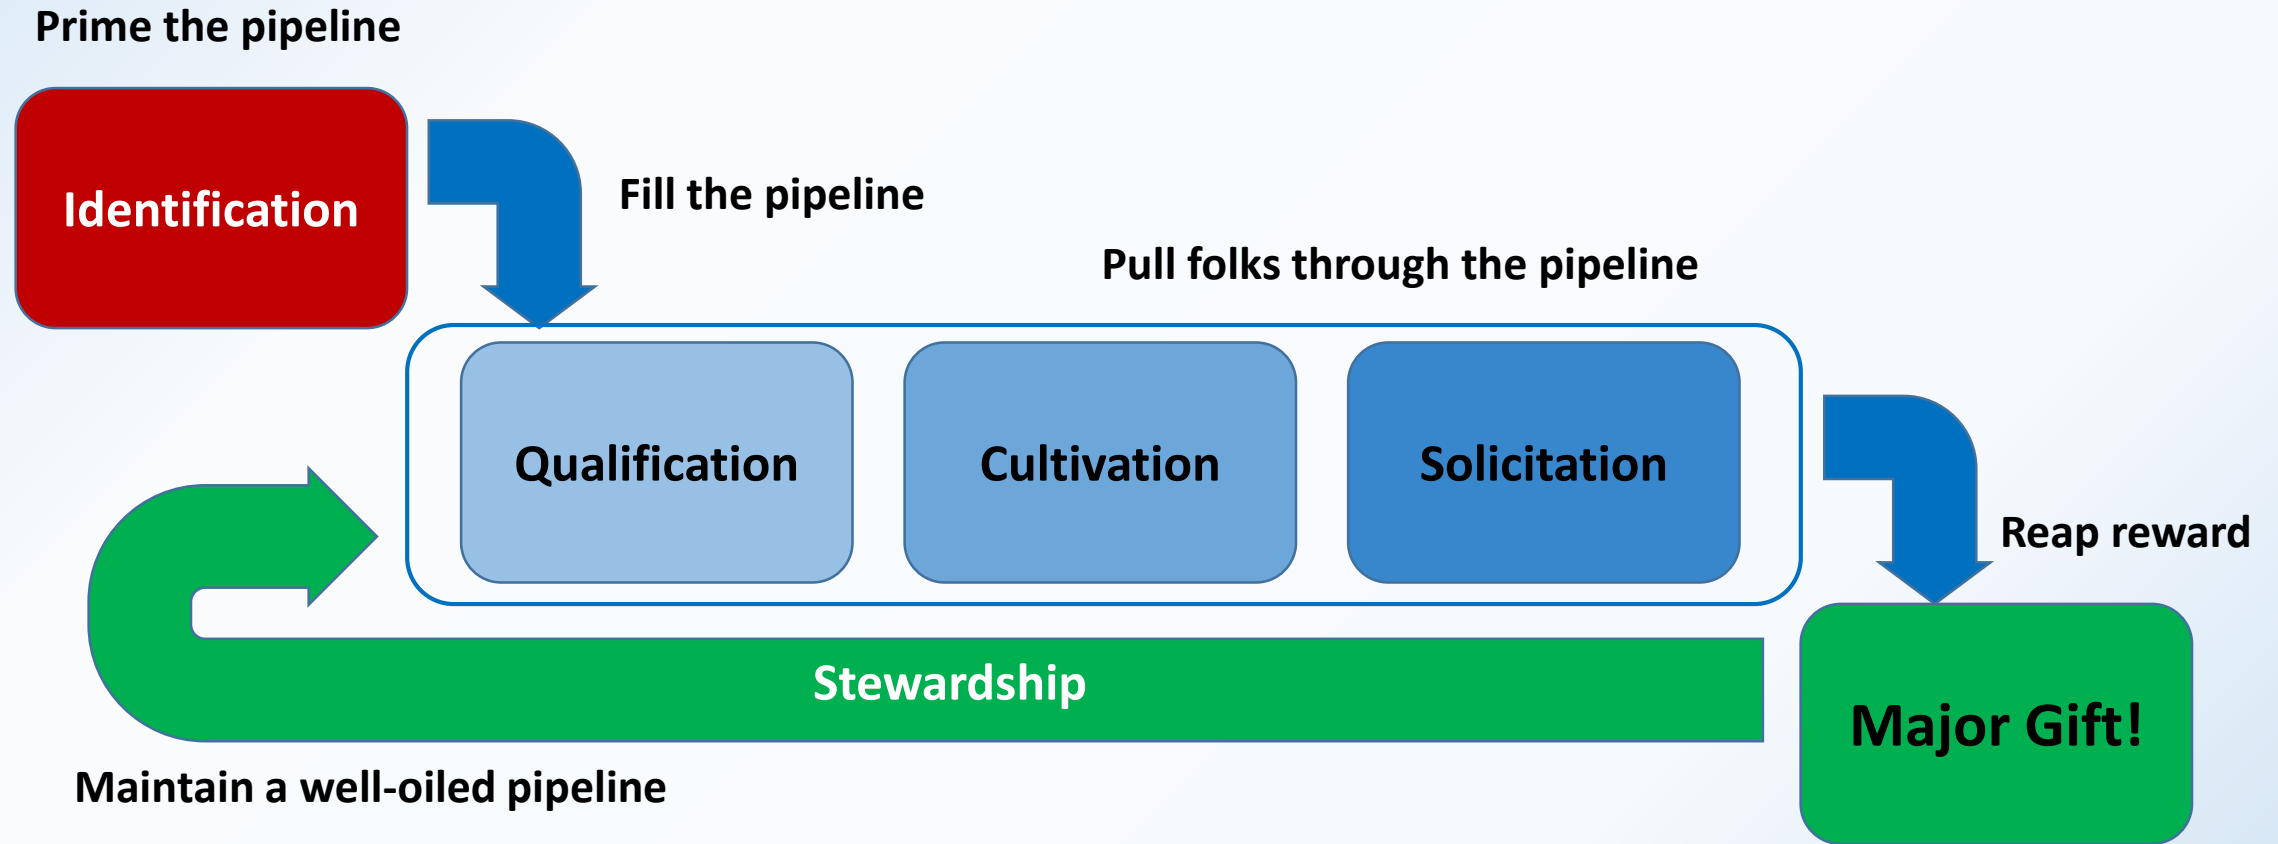 Prime the pipeline
Identification
Fill the pipeline
Pull folks through the pipeline
Qualification
Cultivation
Solicitation
Reap reward
Stewardship
Major Gift!
Maintain a well-oiled pipeline